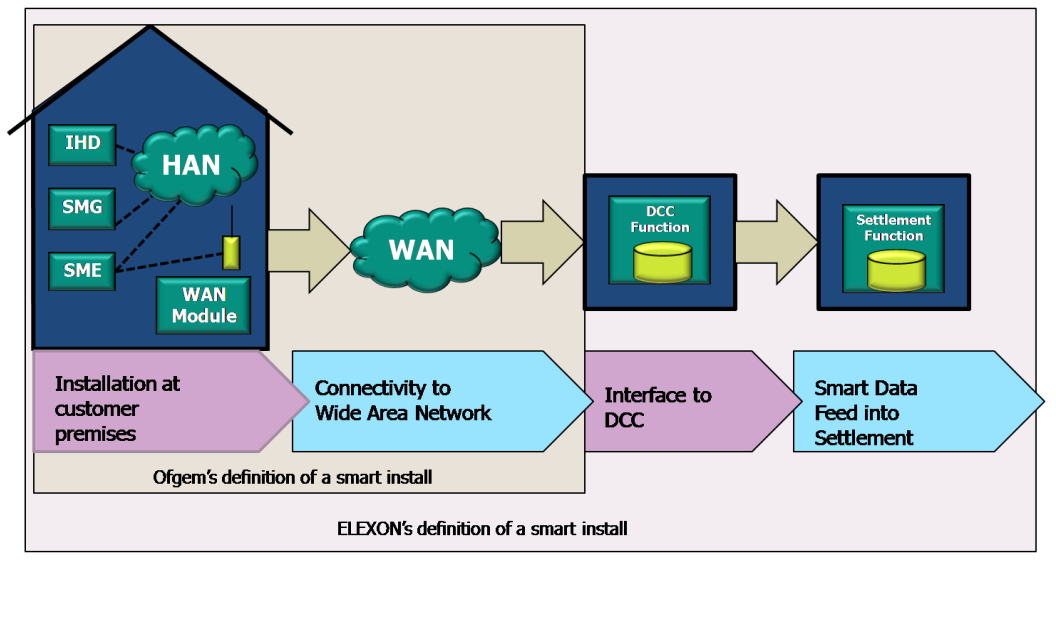 IHD
HAN
SMG
SME
WAN
Module
WAN
DCC
Function
Settlement
Function
Installation at
customer
premises
Connectivity to
Wide Area Network
Interface to
DCC
Smart Data
Feed into
Settlement
Ofgem's definition of a smart install
ELEXON's definition of a smart install